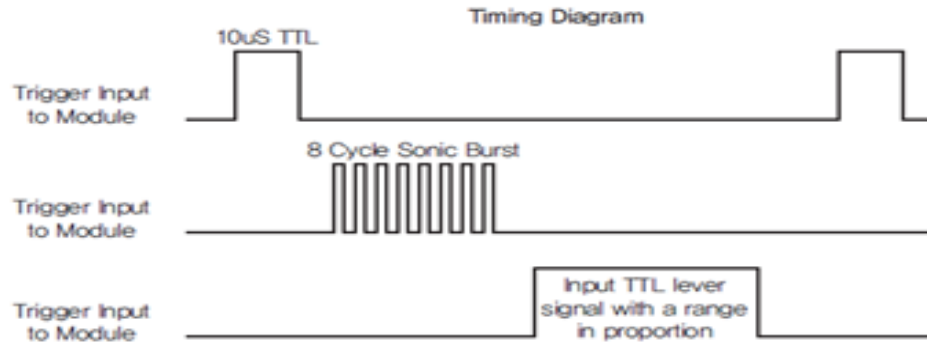 Timing Diagram
10uS TTL
Trigger Input
to Module
8 Cycle Sonic Burst
Trigger Input
to Module
Input TTL lever
signal with a range
in proportion
Trigger Input
to Module